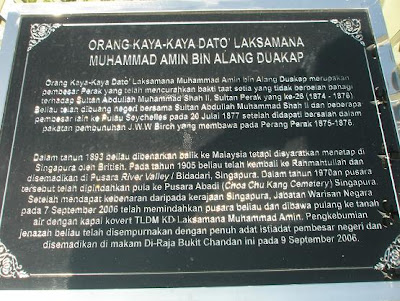 ORANG KAYA-KAYA DATO' LAKSAMANA
MUHAMMAD AMIN BIN ALANG DUAKAP
Orang Kaya-Kaya Dato' Laksamana Muhammad Amin bin Alang Duakap merupakan
pembesar Perak yang telah mencurahkan bakti taat setia yang tidak berbelah bahagi
terhadap Sultan Abdullah Muhammad Shah II, Sultan Perak yang ke-26 (1874 - 1876)
Beliau telah dibuang negeri bersama Sultan Abdullah Muhammad Shah II dan beberapa
pembesar lain ke Pulau Seychelles pada 20 Julai 1877 setelah didapati bersalah dalam
pakatan pembunuhan J.W.W Birch yang membawa pada Perang Perak 1875-1876.
Dalam tahun 1893 beliau dibenarkan balik ke Malaysia tetapi disyaratkan menetap di
Singapura oleh British. Pada tahun 1905 beliau telah kembali ke Rahmahtullah dan
disemadikan di Pusara River Valley / Bidadari, Singapura. Dalam tahun 1970an pusara
tersebut telah dipindahkan pula ke Pusara Abadi (Choa Chu Kang Cemetery) Singapura
Setelah mendapat kebenaran daripada kerajaan Singapura, Jabatan Warisan Negara
pada 7 September 2006 telah memindahkan pusara beliau dan dibawa pulang ke tanah
air dengan kapal kovert TLDM KD Laksamana Muhammad Amin. Pengkebumian
jenazah beliau telah disempurnakan dengan penuh adat istiadat pembesar negeri dan
disemadikan di makam Di-Raja Bukit Chandan ini pada 9 September 2006.